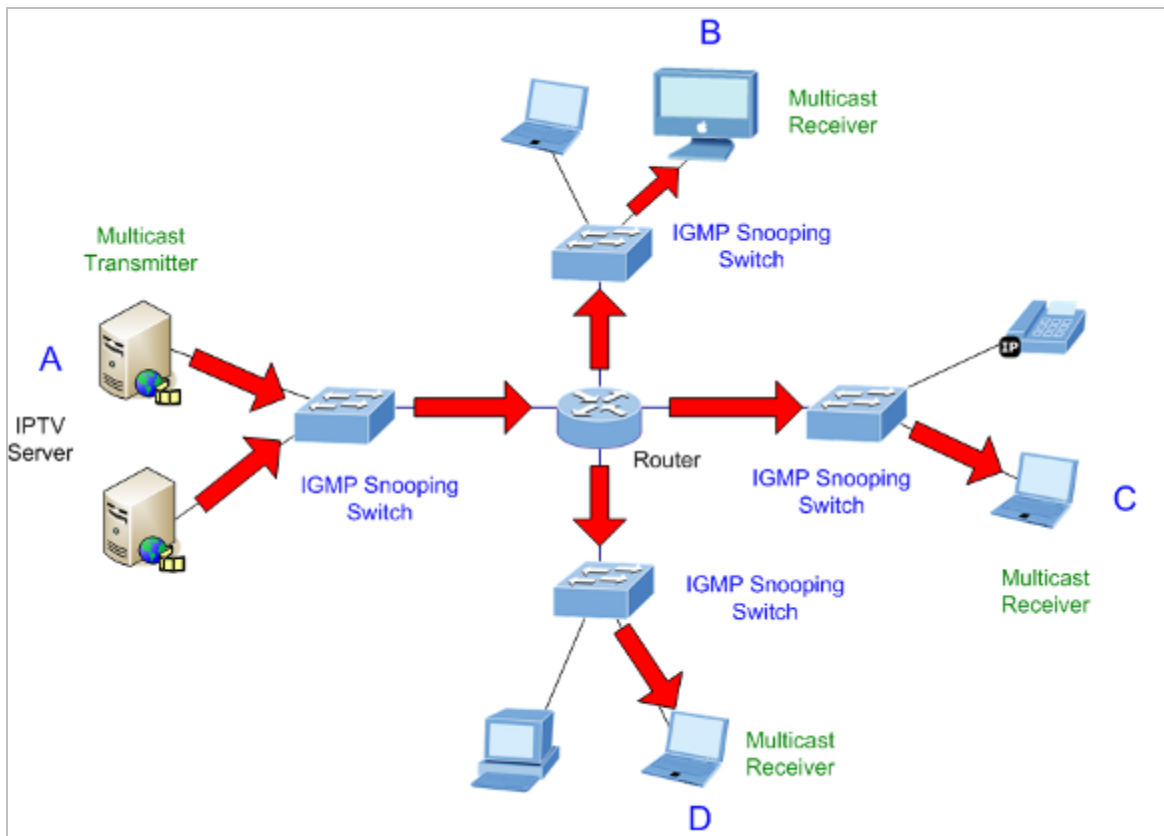 B
Multicast
Receiver
IGMP Snooping
Switch
Multicast
Transmitter
A
IPTV
Server
IGMP Snooping
Switch
Router
IP
IGMP Snooping
Switch
C
Multicast
Receiver
IGMP Snooping
Switch
Multicast
Receiver
D